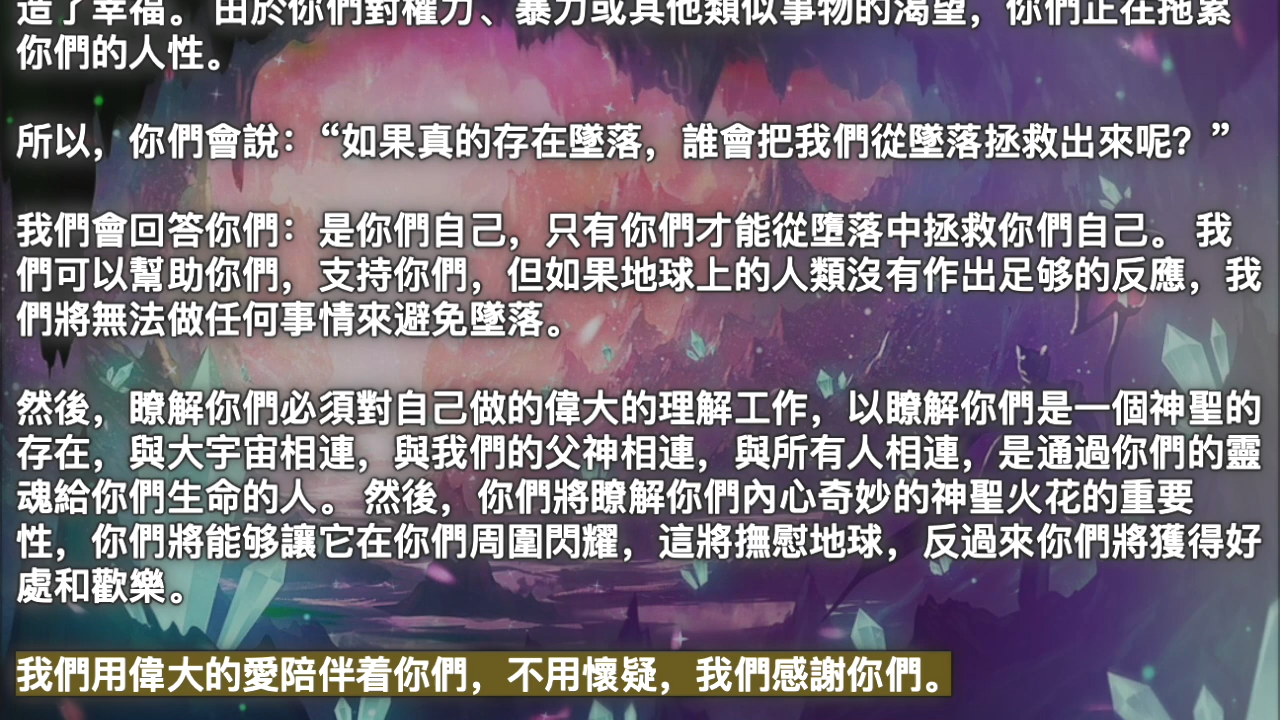 造了幸福。 由於你們對權力、暴力或其他類似事物的渴望，你們正在拖累
你們的人性。
所以，你們會說：“如果真的存在墜落，誰會把我們從墜落拯救出來呢？”
我們會回答你們：是你們自己，只有你們才能從墮落中拯救你們自己。 我
們可以幫助你們，支持你們，但如果地球上的人類沒有作出足够的反應，我
們將無法做任何事情來避免墜落。
然後，瞭解你們必須對自己做的偉大的理解工作，以瞭解你們是一個神聖的
存在，與大宇宙相連，與我們的父神相連，與所有人相連，是通過你們的靈
魂給你們生命的人。 然後，你們將瞭解你們內心奇妙的神聖火花的重要
性，你們將能够讓它在你們周圍閃耀，這將撫慰地球，反過來你們將獲得好
處和歡樂。
我們用偉大的愛陪伴着你們，不用懷疑，我們感謝你們。